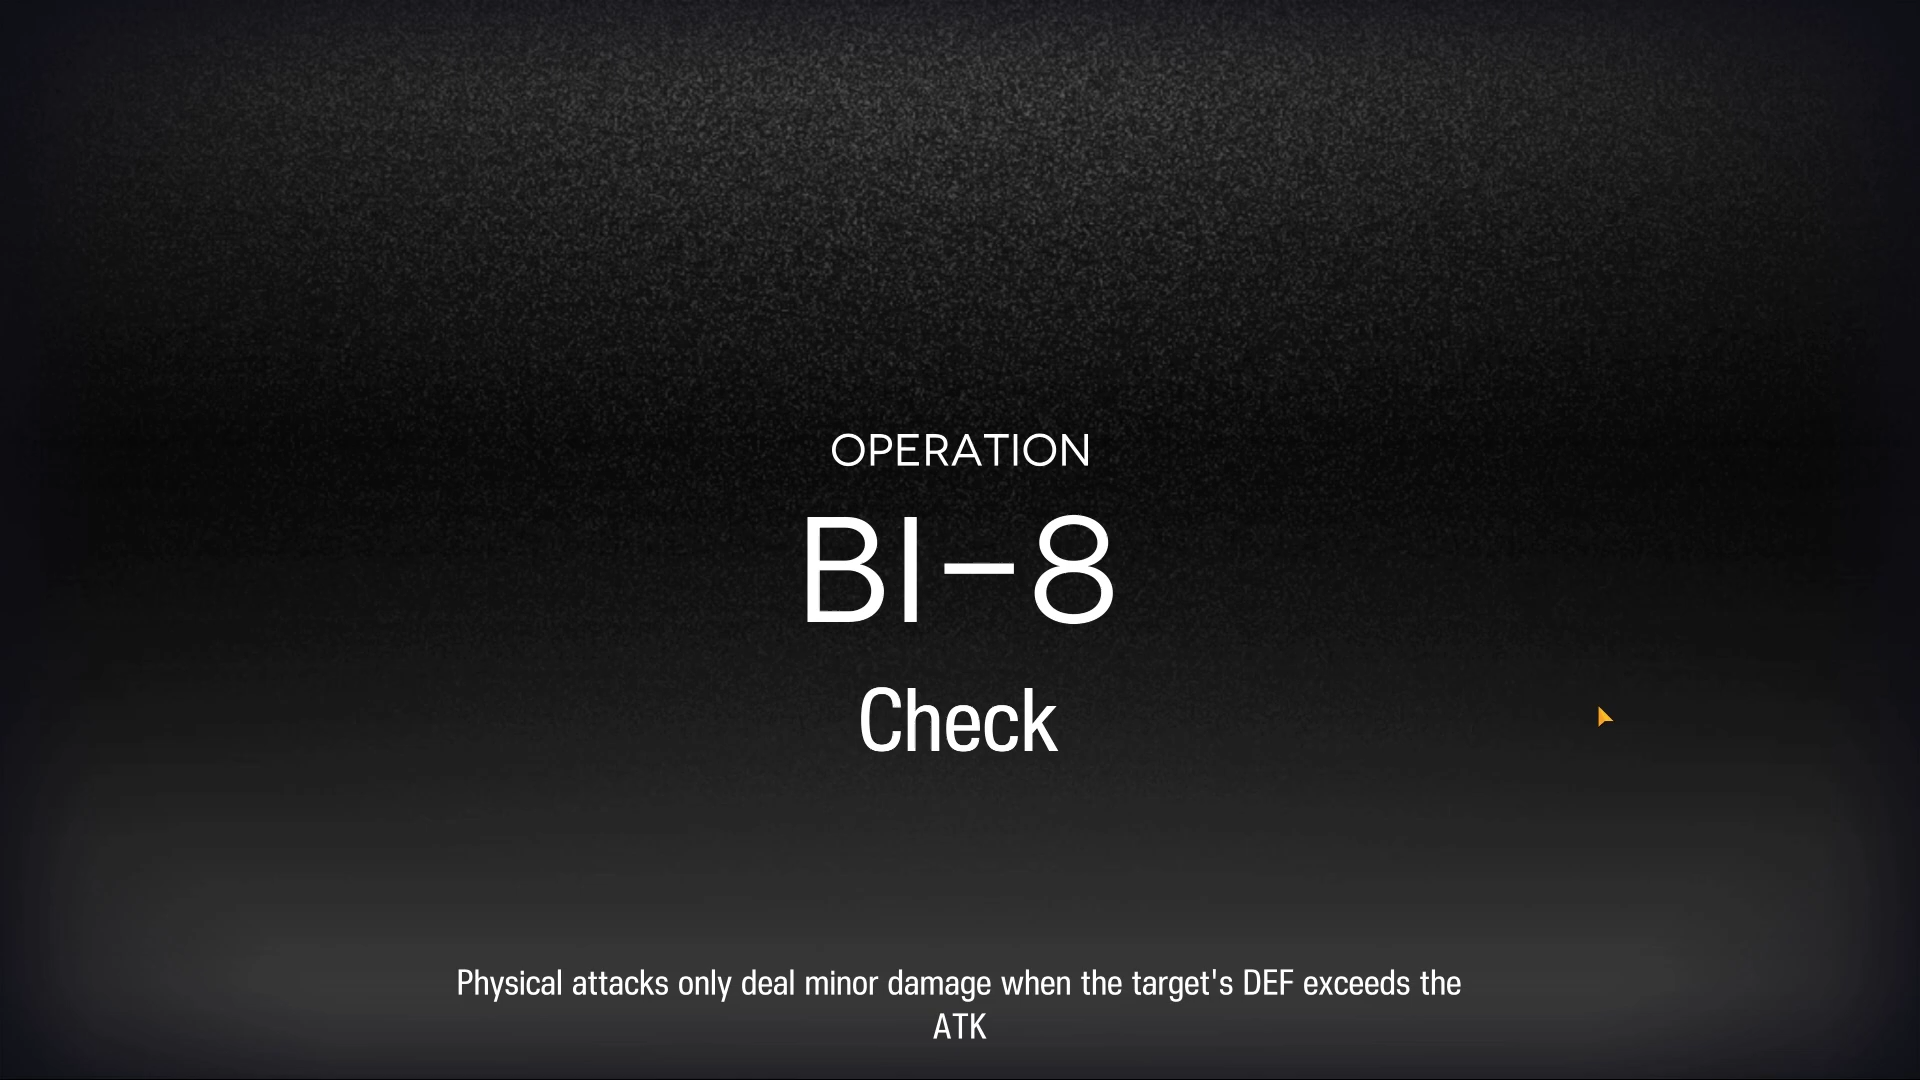 OPERATION
BI-8
Check
Physical attacks only deal minor damage when the target's DEF exceeds the
ATK